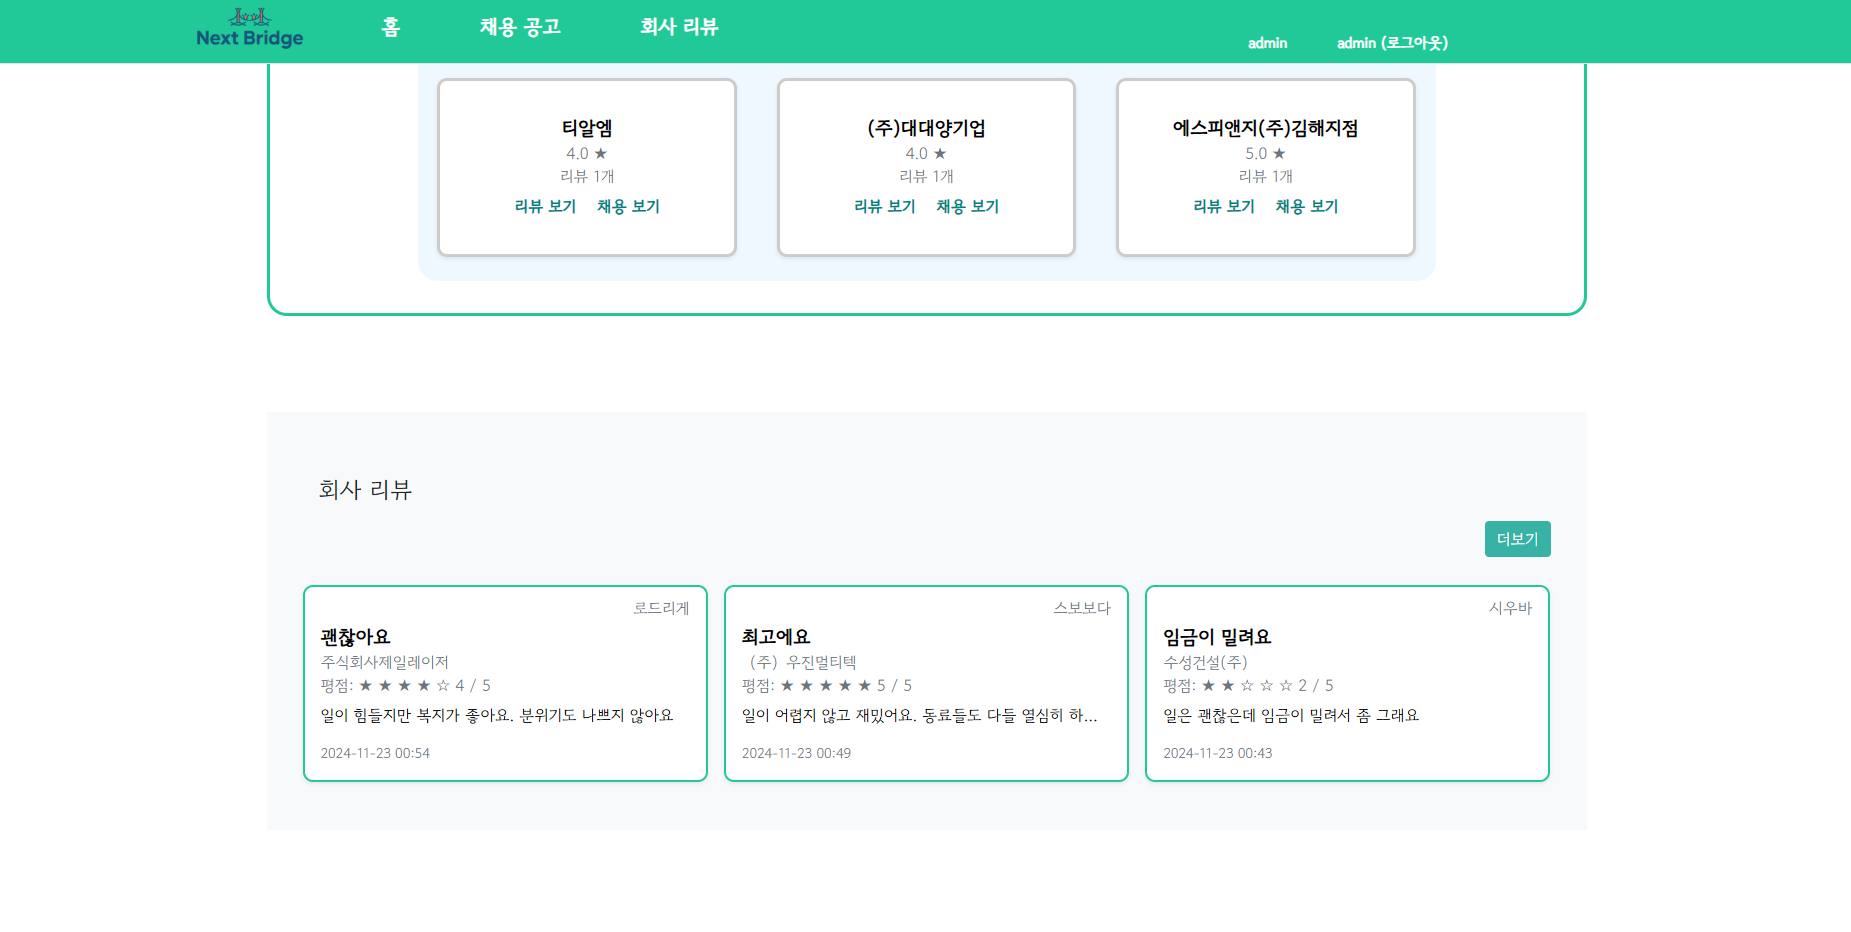 Next Bridge
홈 채용 공고 회사 리뷰
admin admin (로그아웃)
티알엠
4.0 ★
리뷰 1개
리뷰 보기 채용 보기
(주)대대양기업
4.0 ★
리뷰 1개
리뷰 보기 채용 보기
에스피앤지(주)김해지점
5.0 ★
리뷰 1개
리뷰 보기 채용 보기
회사 리뷰
더보기
로드리게
괜찮아요
주식회사제일레이저
평점: ★ ★ ★ ★ ☆ 4 / 5
일이 힘들지만 복지가 좋아요. 분위기도 나쁘지 않아요
2024-11-23 00:54
스보보다
최고에요
（주）우진멀티텍
평점: ★ ★ ★ ★ ★ 5 / 5
일이 어렵지 않고 재밌어요. 동료들도 다들 열심히 하...
2024-11-23 00:49
시우바
임금이 밀려요
수성건설(주)
평점: ★ ★ ☆ ☆ ☆ 2 / 5
일은 괜찮은데 임금이 밀려서 좀 그래요
2024-11-23 00:43